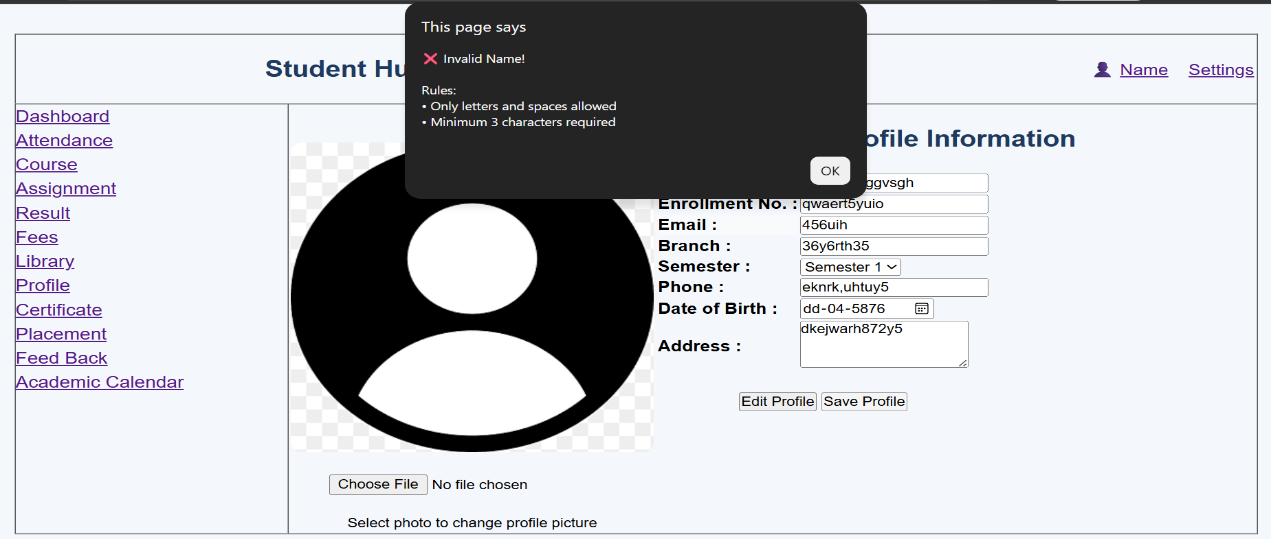 This page says
❌ Invalid Name!
Rules:
• Only letters and spaces allowed
• Minimum 3 characters required
OK
Student Hu
👤 Name Settings
Dashboard
Attendance
Course
Assignment
Result
Fees
Library
Profile
Certificate
Placement
Feed Back
Academic Calendar
ofile Information
ggvsgh
Enrollment No. : qwaert5yuio
Email : 456uih
Branch : 36y6rth35
Semester : Semester 1
Phone : eknrk,uhtuy5
Date of Birth : dd-04-5876
Address : dkejwarh872y5
Edit Profile Save Profile
Choose File No file chosen
Select photo to change profile picture